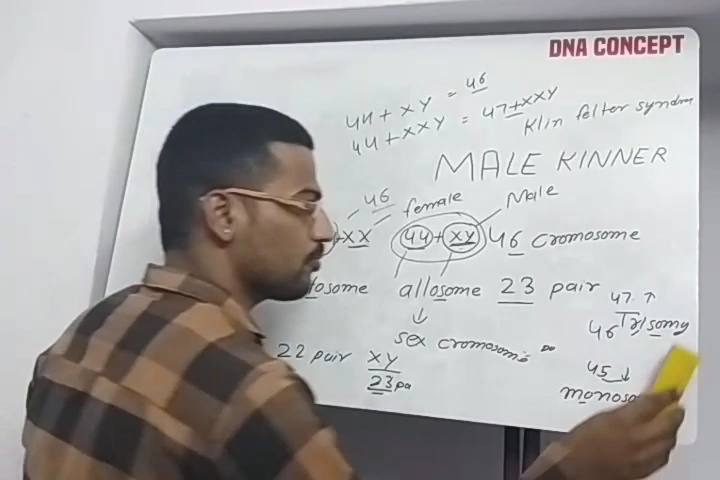 DNA CONCEPT
44 + XY = 46
44 + XXY = 47 + XXY
Klin felter syndrm
MALE KINNER
46
female
Male
+ XX
44 + XY
46 cromosome
osome
allosome 23 pair
47 ↑
46 Trisomy
sex cromosome
22 pair XY
23 pa
45 ↓
monoso